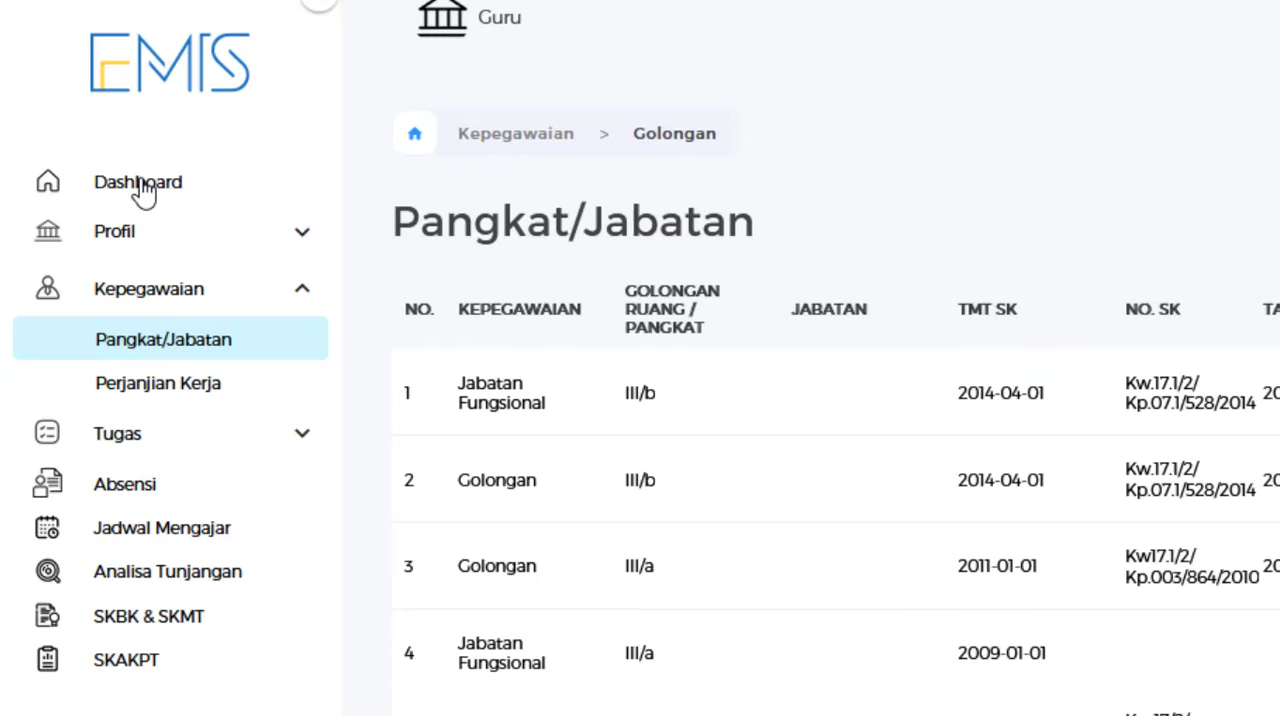 EMIS
Guru
Kepegawaian > Golongan
Dashboard
Profil
Kepegawaian
Pangkat/Jabatan
Perjanjian Kerja
Tugas
Absensi
Jadwal Mengajar
Analisa Tunjangan
SKBK & SKMT
SKAKPT
Pangkat/Jabatan
NO. KEPEGAWAIAN GOLONGAN RUANG / PANGKAT JABATAN TMT SK NO. SK
1 Jabatan Fungsional III/b 2014-04-01 Kw.17.1/2/ Kp.07.1/528/2014
2 Golongan III/b 2014-04-01 Kw.17.1/2/ Kp.07.1/528/2014
3 Golongan III/a 2011-01-01 Kw17.1/2/ Kp.003/864/2010
4 Jabatan Fungsional III/a 2009-01-01